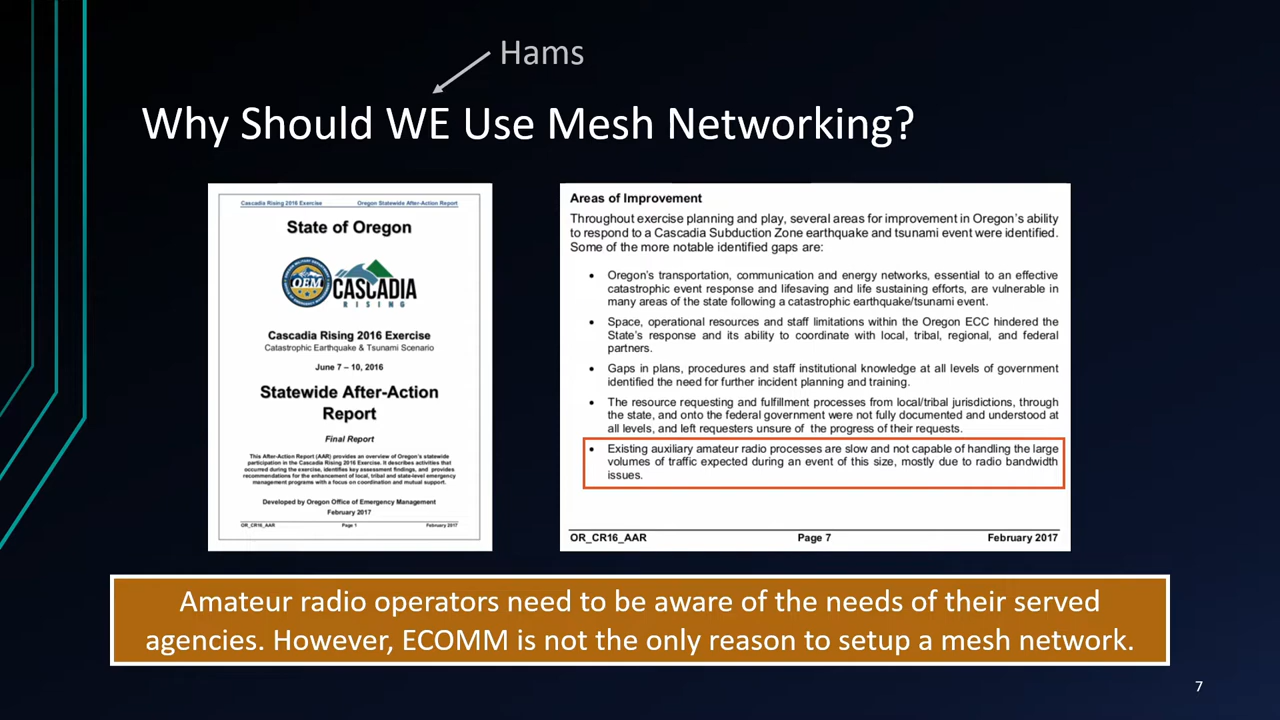 Hams
Why Should WE Use Mesh Networking?
Cascadia Rising 2016 Exercise Oregon Statewide After-Action Report
State of Oregon
OEM
CASCADIA
RISING
Cascadia Rising 2016 Exercise
Catastrophic Earthquake & Tsunami Scenario
June 7 – 10, 2016
Statewide After-Action
Report
Final Report
This After-Action Report (AAR) provides an overview of Oregon's statewide
participation in the Cascadia Rising 2016 Exercise. It describes activities that
occurred during the exercise, identifies key assessment findings, and provides
recommendations for the enhancement of local, tribal and state-level emergency
management programs with a focus on coordination and mutual support.
Developed by Oregon Office of Emergency Management
February 2017
OR_CR16_AAR Page 1 February 2017
Areas of Improvement
Throughout exercise planning and play, several areas for improvement in Oregon's ability
to respond to a Cascadia Subduction Zone earthquake and tsunami event were identified.
Some of the more notable identified gaps are:
• Oregon's transportation, communication and energy networks, essential to an effective
catastrophic event response and lifesaving and life sustaining efforts, are vulnerable in
many areas of the state following a catastrophic earthquake/tsunami event.
• Space, operational resources and staff limitations within the Oregon ECC hindered the
State's response and its ability to coordinate with local, tribal, regional, and federal
partners.
• Gaps in plans, procedures and staff institutional knowledge at all levels of government
identified the need for further incident planning and training.
• The resource requesting and fulfillment processes from local/tribal jurisdictions, through
the state, and onto the federal government were not fully documented and understood at
all levels, and left requesters unsure of the progress of their requests.
• Existing auxiliary amateur radio processes are slow and not capable of handling the large
volumes of traffic expected during an event of this size, mostly due to radio bandwidth
issues.
OR_CR16_AAR Page 7 February 2017
Amateur radio operators need to be aware of the needs of their served
agencies. However, ECOMM is not the only reason to setup a mesh network.
7